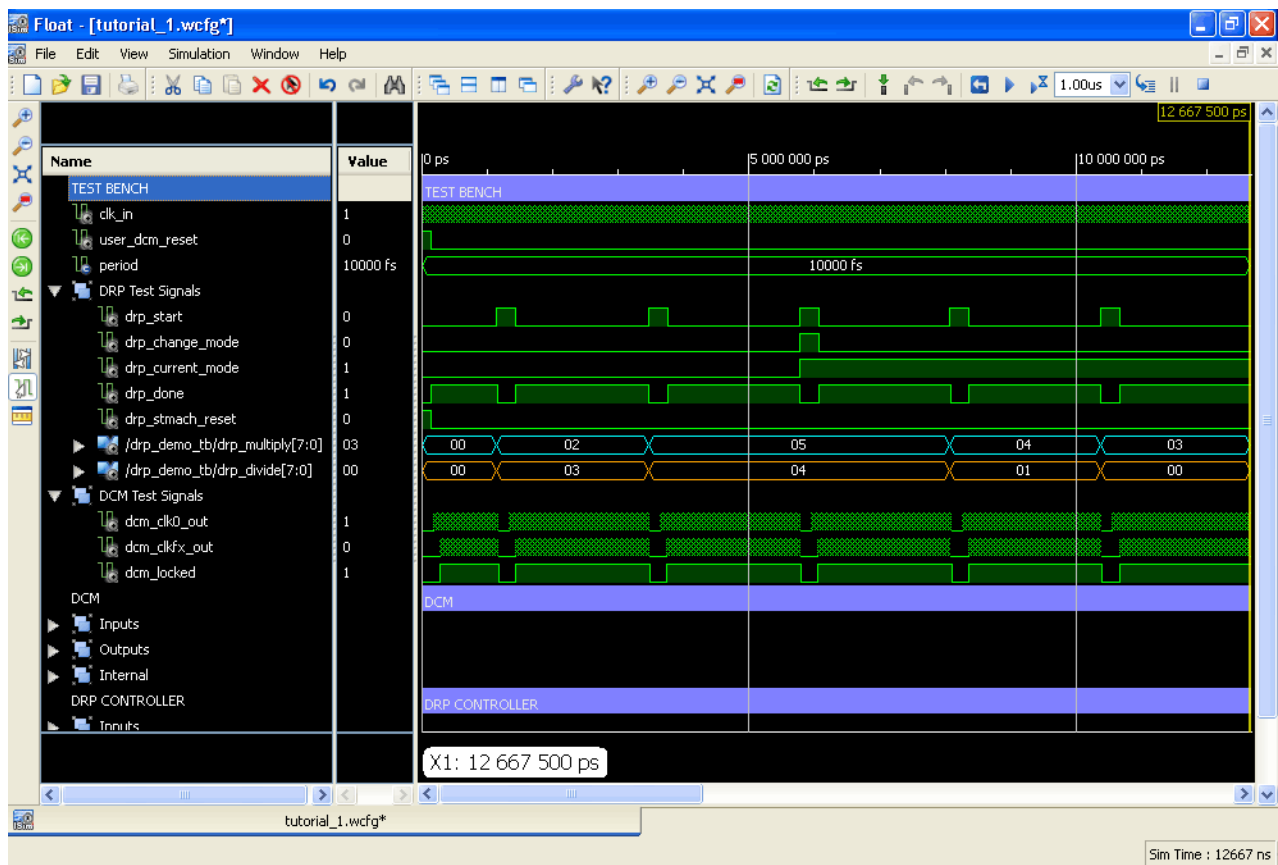 Float - [tutorial_1.wcfg*]
File Edit View Simulation Window Help
1.00us
12 667 500 ps
Name Value 0 ps 5 000 000 ps 10 000 000 ps
TEST BENCH TEST BENCH
clk_in 1
user_dcm_reset 0
period 10000 fs 10000 fs
DRP Test Signals
drp_start 0
drp_change_mode 0
drp_current_mode 1
drp_done 1
drp_stmach_reset 0
/drp_demo_tb/drp_multiply[7:0] 03 00 02 05 04 03
/drp_demo_tb/drp_divide[7:0] 00 00 03 04 01 00
DCM Test Signals
dcm_clk0_out 1
dcm_clkfx_out 0
dcm_locked 1
DCM DCM
Inputs
Outputs
Internal
DRP CONTROLLER DRP CONTROLLER
Inputs
X1: 12 667 500 ps
tutorial_1.wcfg*
Sim Time : 12667 ns